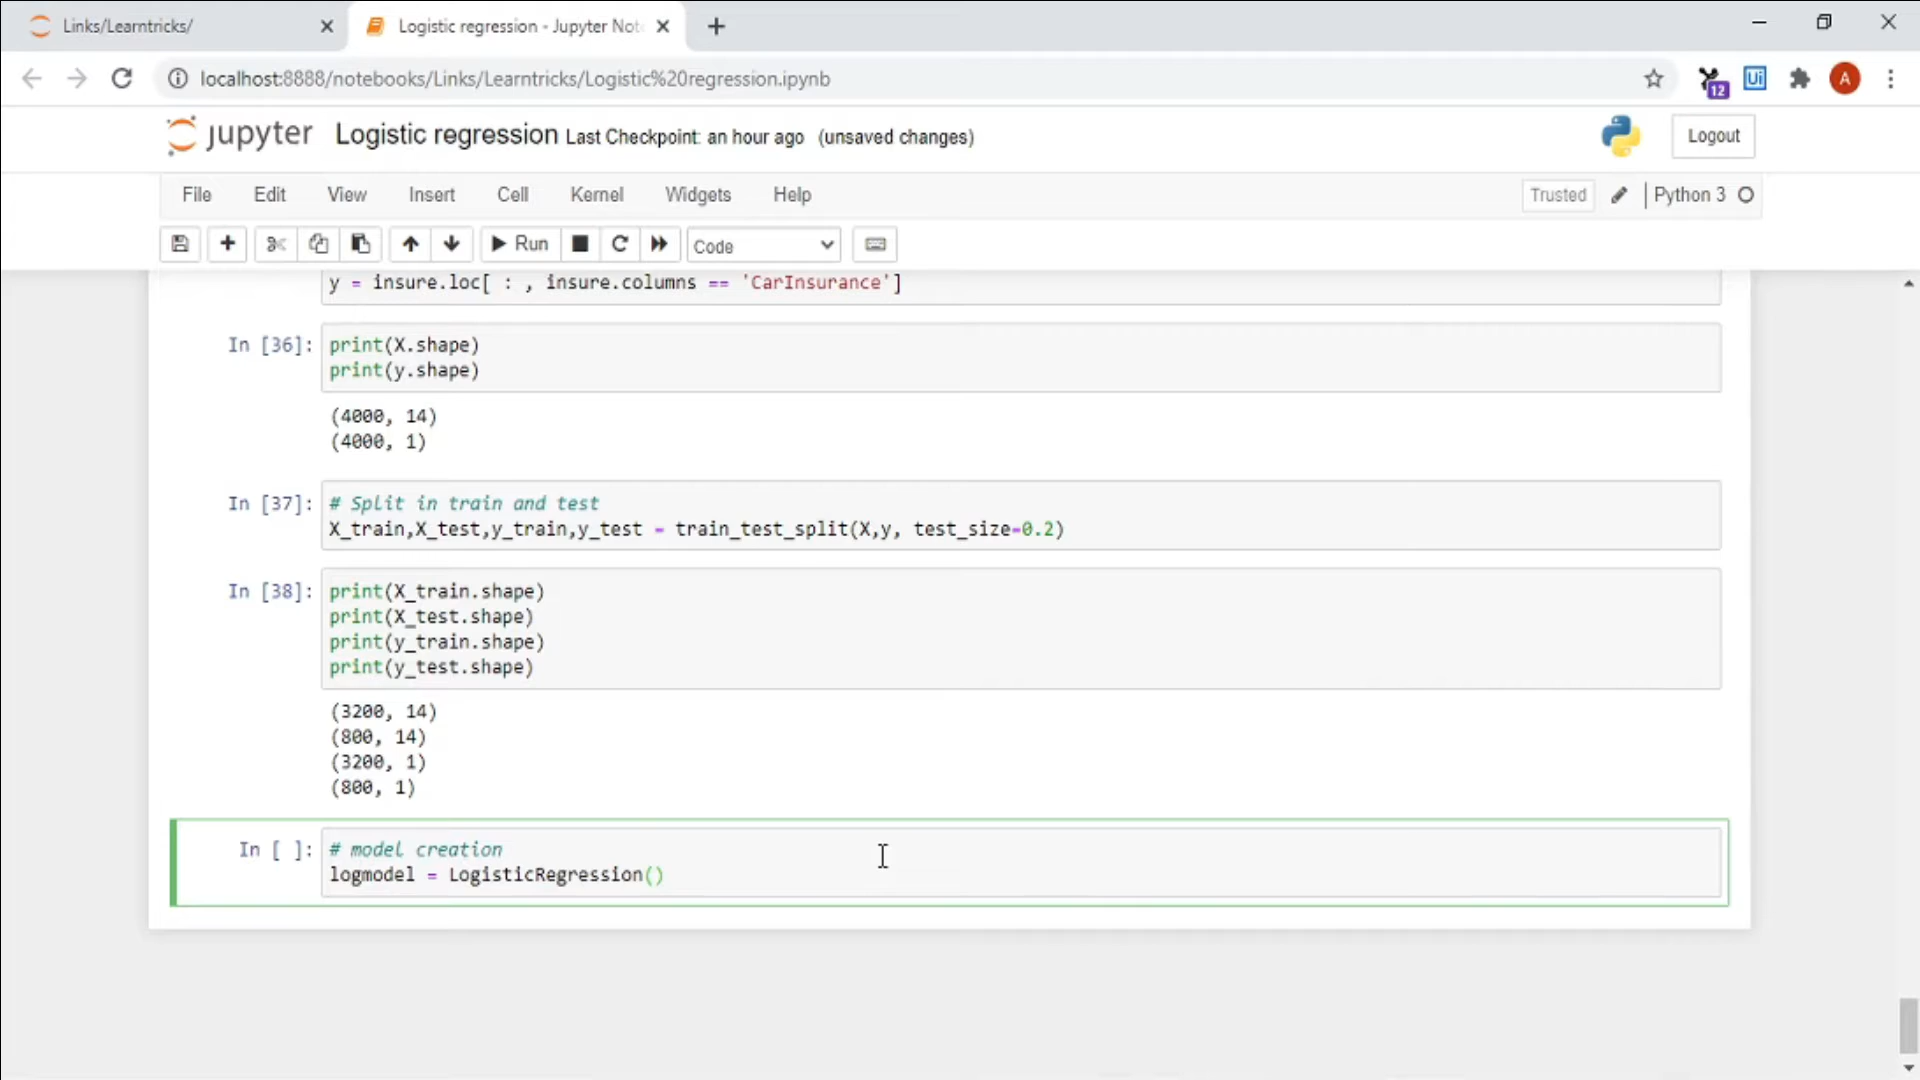 Links/Learntricks/
Logistic regression - Jupyter Not
localhost:8888/notebooks/Links/Learntricks/Logistic%20regression.ipynb
12
Ui
A
jupyter Logistic regression Last Checkpoint: an hour ago (unsaved changes)
Logout
File Edit View Insert Cell Kernel Widgets Help
Trusted
Python 3
Run
Code
y = insure.loc[ : , insure.columns == 'CarInsurance']
In [36]: print(X.shape)
print(y.shape)
(4000, 14)
(4000, 1)
In [37]: # Split in train and test
X_train,X_test,y_train,y_test = train_test_split(X,y, test_size=0.2)
In [38]: print(X_train.shape)
print(X_test.shape)
print(y_train.shape)
print(y_test.shape)
(3200, 14)
(800, 14)
(3200, 1)
(800, 1)
In [ ]: # model creation
logmodel = LogisticRegression()